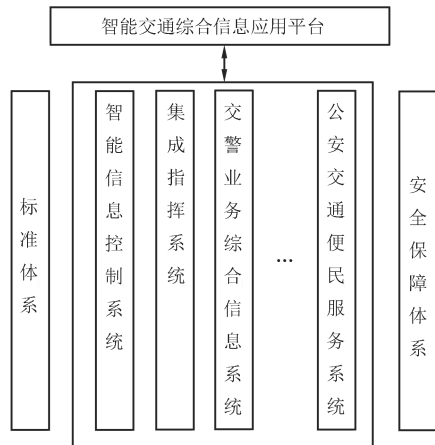 智能交通综合信息应用平台
标准体系
智能信息控制系统
集成指挥系统
交警业务综合信息系统
...
公安交通便民服务系统
安全保障体系